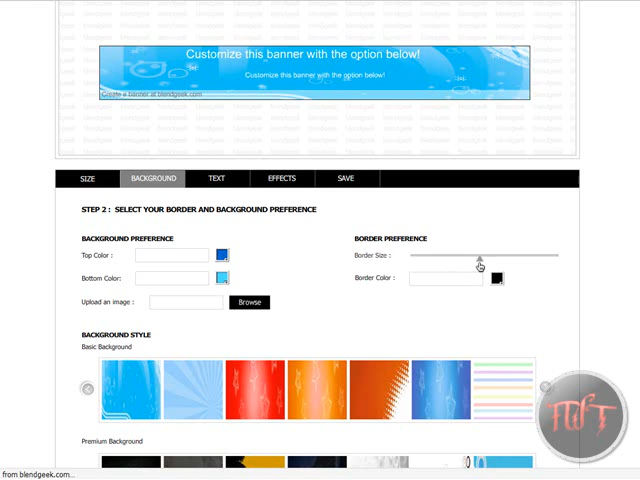 Customize this banner with the option below!
Customize this banner with the option below!
Create a banner at blendgeek.com
SIZE
BACKGROUND
TEXT
EFFECTS
SAVE
STEP 2 : SELECT YOUR BORDER AND BACKGROUND PREFERENCE
BACKGROUND PREFERENCE
BORDER PREFERENCE
Top Color :
Border Size :
Bottom Color:
Border Color :
Upload an image :
Browse
BACKGROUND STYLE
Basic Background
Premium Background
from blendgeek.com...